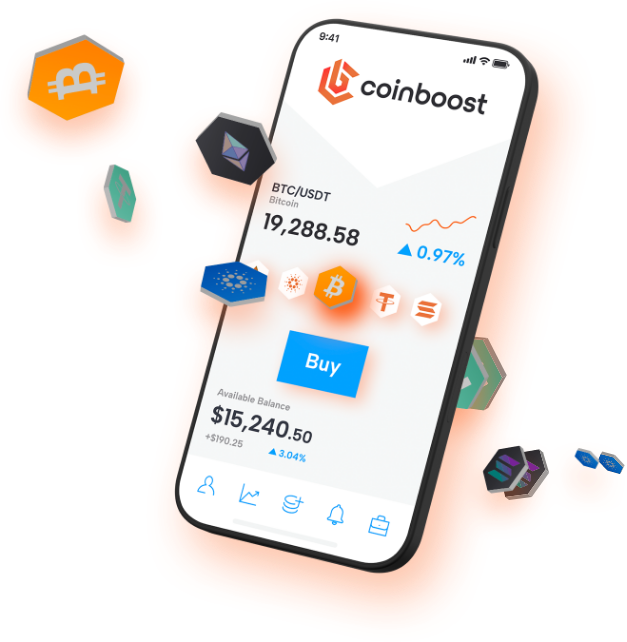 9:41
coinboost
BTC/USDT
Bitcoin
19,288.58
▲ 0.97%
Buy
Available Balance
$15,240.50
+$190.25
▲ 3.04%